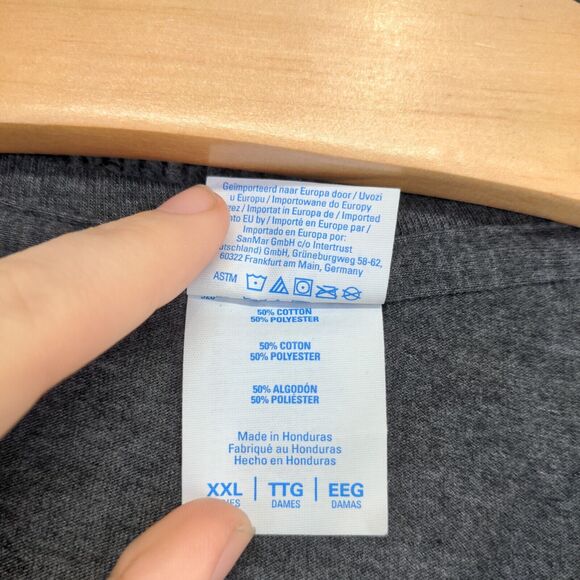 Geïmporteerd naar Europa door / Uvozi
u Europu / Importowane do Europy
/ Importat in Europa de / Imported
into EU by / Importé en Europe par /
Importado en Europa por:
SanMar GmbH c/o Intertrust
(Deutschland) GmbH, Grüneburgweg 58-62,
60322 Frankfurt am Main, Germany
ASTM
50% COTTON
50% POLYESTER
50% COTON
50% POLYESTER
50% ALGODÓN
50% POLIÉSTER
Made in Honduras
Fabriqué au Honduras
Hecho en Honduras
XXL | TTG | EEG
DAMES DAMAS